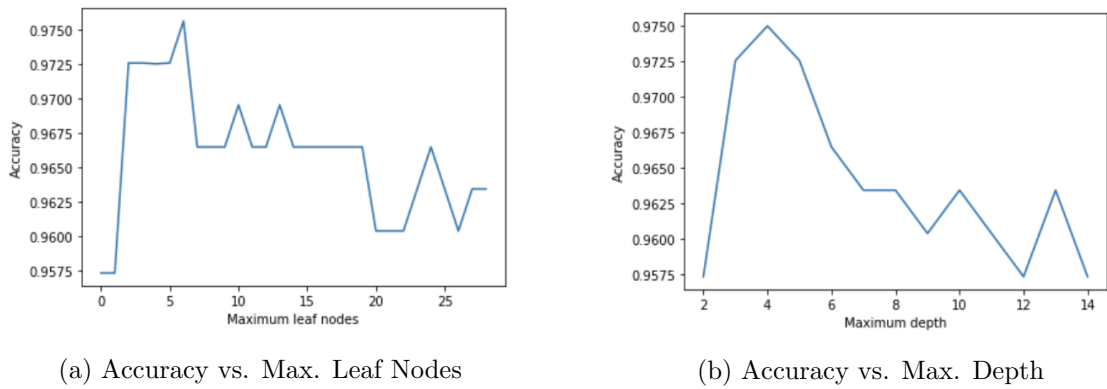 0.9750
0.9725
0.9700
0.9675
0.9650
0.9625
0.9600
0.9575
Accuracy
0 5 10 15 20 25
Maximum leaf nodes
(a) Accuracy vs. Max. Leaf Nodes
0.9750
0.9725
0.9700
0.9675
0.9650
0.9625
0.9600
0.9575
Accuracy
2 4 6 8 10 12 14
Maximum depth
(b) Accuracy vs. Max. Depth